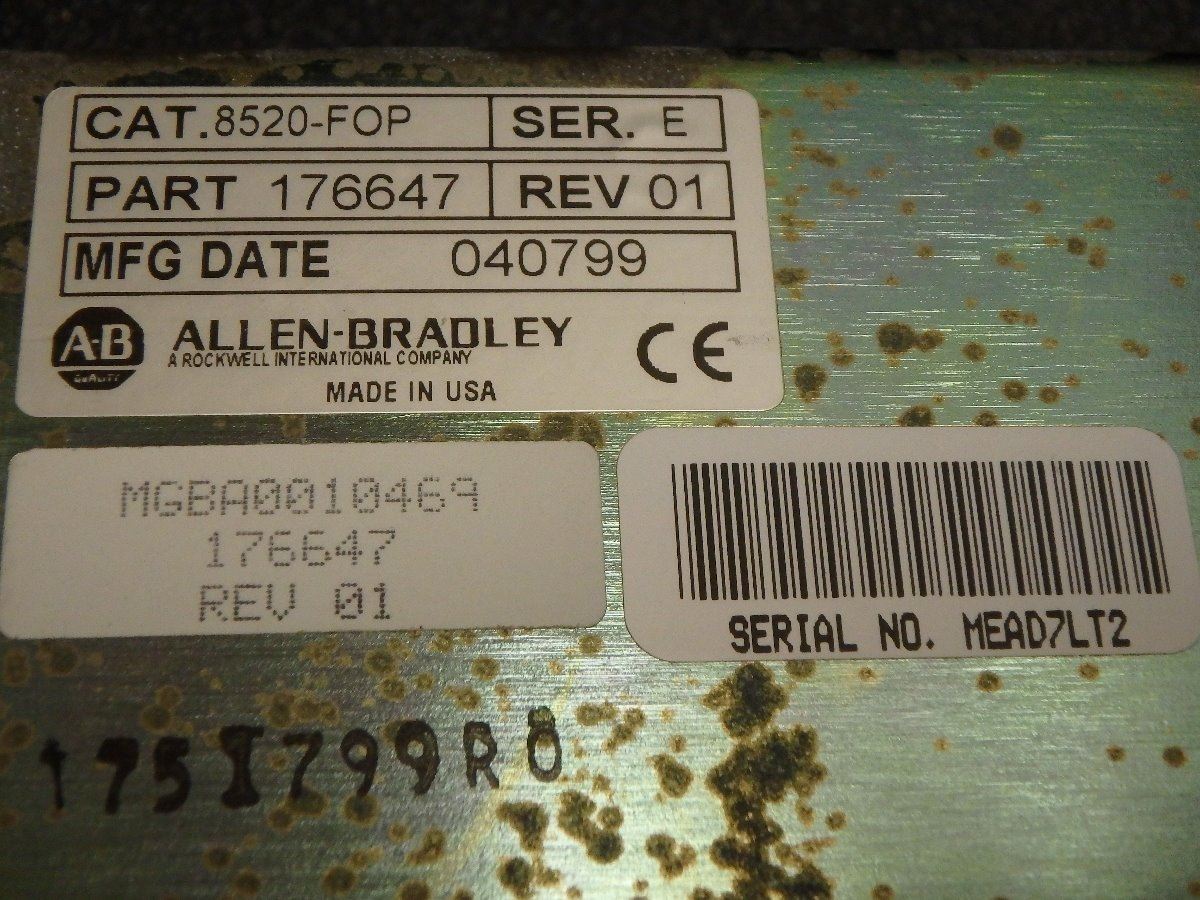 CAT. 8520-FOP SER. E
PART 176647 REV 01
MFG DATE 040799
A-B
QUALITY
ALLEN-BRADLEY
A ROCKWELL INTERNATIONAL COMPANY
CE
MADE IN USA
MGBA0010469
176647
REV 01
SERIAL NO. MEAD7LT2
175I799R0